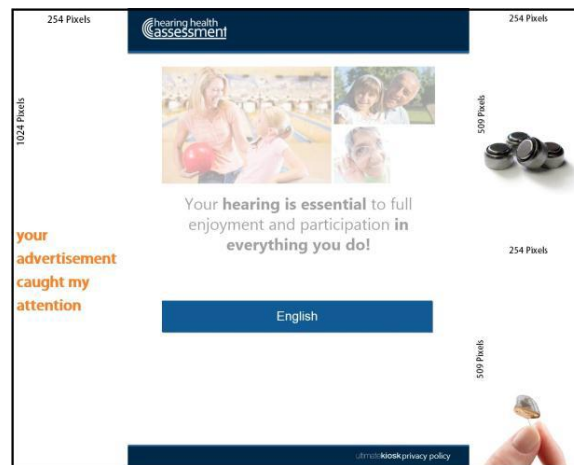 254 Pixels
1024 Pixels
your
advertisement
caught my
attention
hearing health
assessment
Your hearing is essential to full
enjoyment and participation in
everything you do!
English
ultimatekiosk privacy policy
254 Pixels
509 Pixels
254 Pixels
509 Pixels